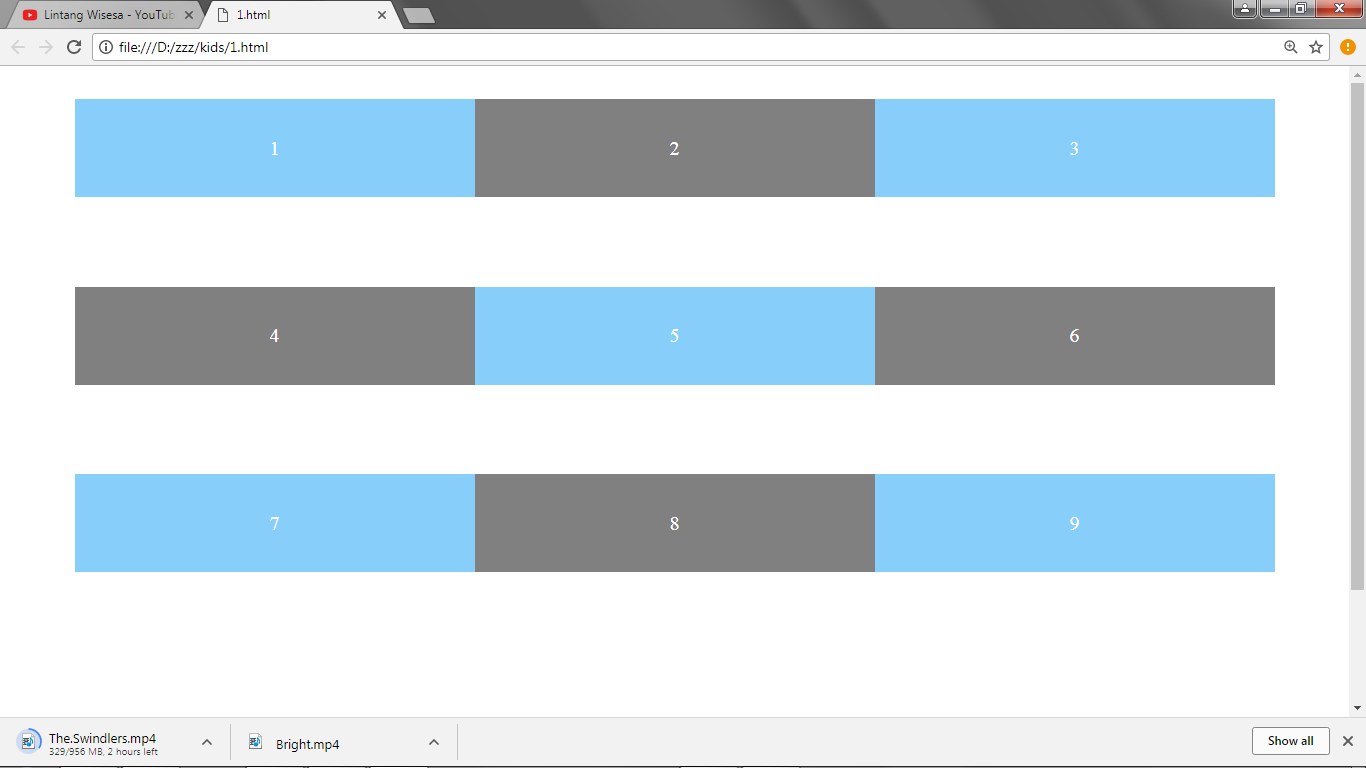 Lintang Wisesa - YouTub
1.html
file:///D:/zzz/kids/1.html
1 2 3
4 5 6
7 8 9
The.Swindlers.mp4
329/956 MB, 2 hours left
Bright.mp4
Show all